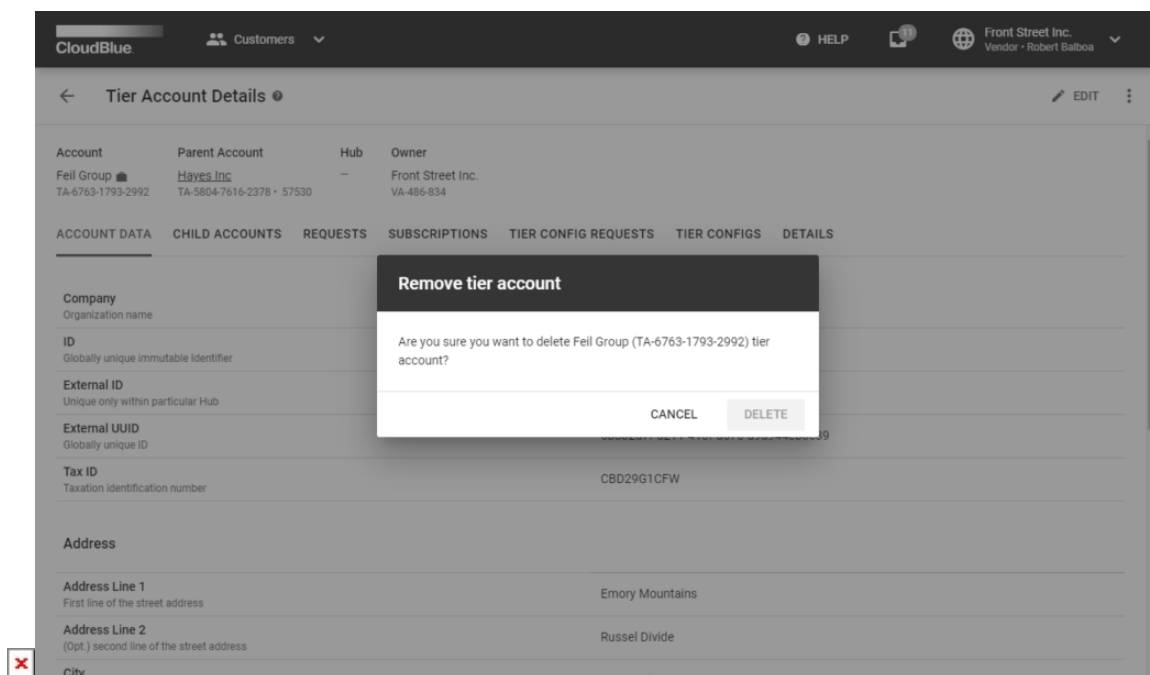 CloudBlue
Customers
HELP
11
Front Street Inc.
Vendor • Robert Balboa
Tier Account Details
EDIT
Account
Parent Account
Hub
Owner
Feil Group
Hayes Inc
–
Front Street Inc.
TA-6763-1793-2992
TA-5804-7616-2378 • 57530
VA-486-834
ACCOUNT DATA
CHILD ACCOUNTS
REQUESTS
SUBSCRIPTIONS
TIER CONFIG REQUESTS
TIER CONFIGS
DETAILS
Remove tier account
Are you sure you want to delete Feil Group (TA-6763-1793-2992) tier
account?
CANCEL
DELETE
Company
Organization name
ID
Globally unique immutable Identifier
External ID
Unique only within particular Hub
External UUID
Globally unique ID
Tax ID
Taxation identification number
CBD29G1CFW
Address
Address Line 1
First line of the street address
Emory Mountains
Address Line 2
(Opt.) second line of the street address
Russel Divide
City